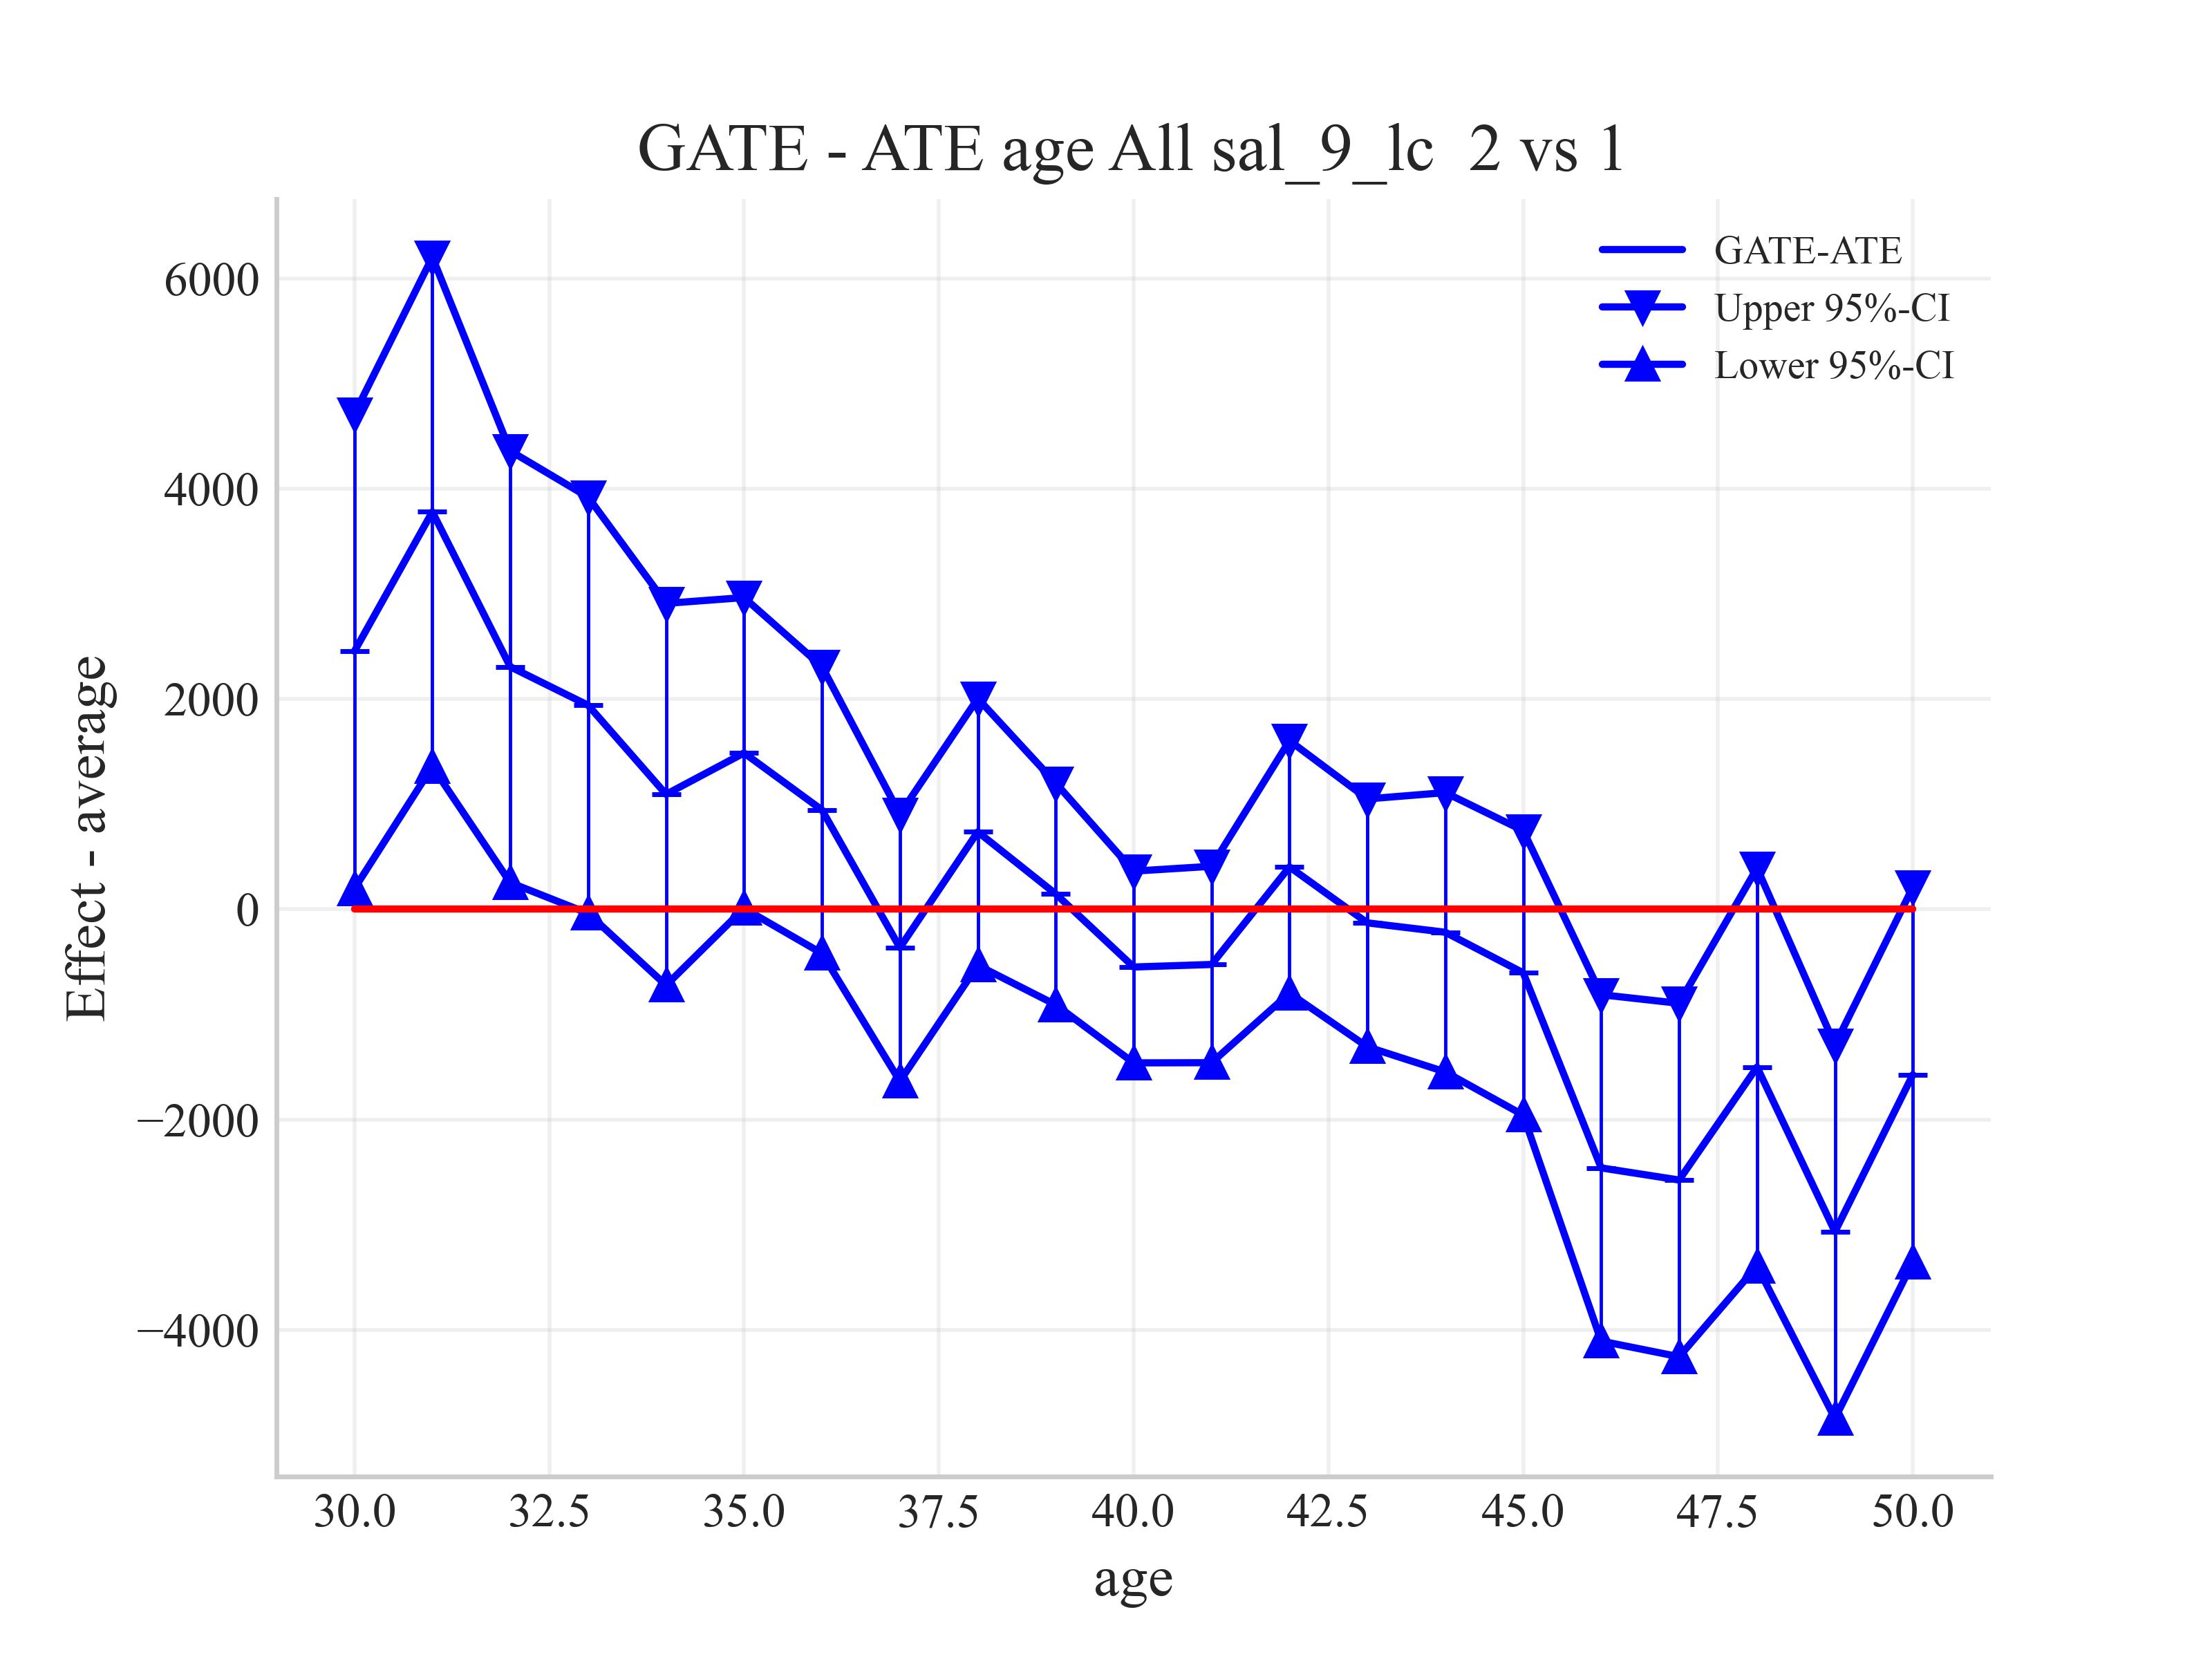 GATE - ATE age All sal_9_lc  2 vs 1
GATE-ATE
Upper 95%-CI
Lower 95%-CI
Effect - average
6000
4000
2000
0
−2000
−4000
30.0 32.5 35.0 37.5 40.0 42.5 45.0 47.5 50.0
age